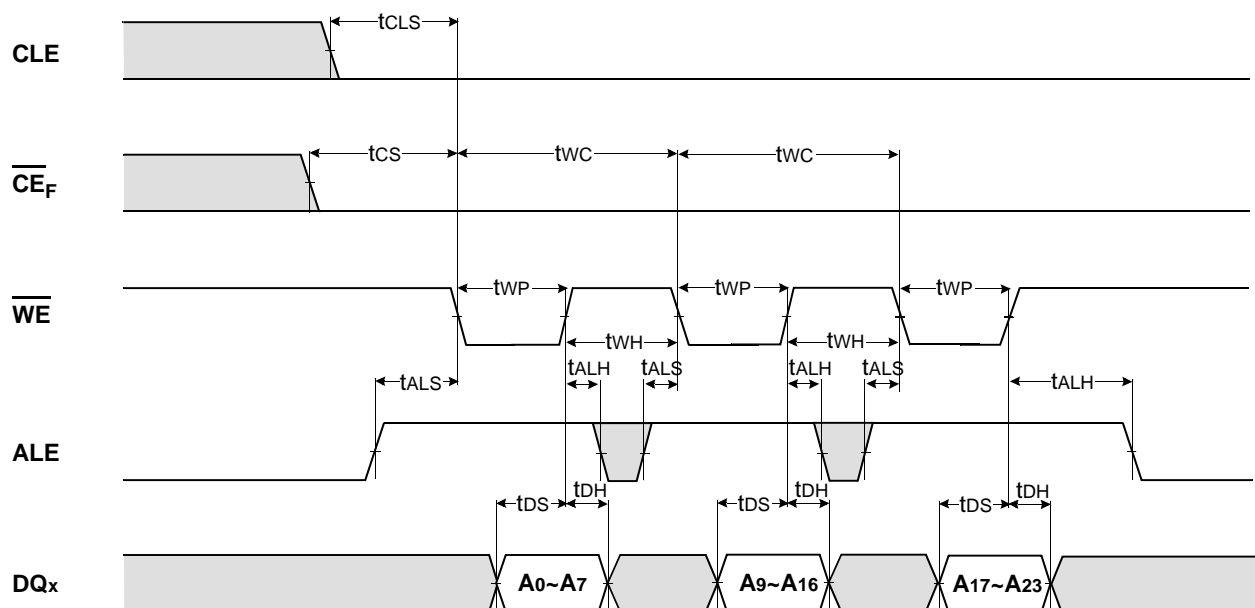 tCLS
CLE
tCS tWC tWC
CEF
tWP tWP tWP
WE
tWH tWH
tALS tALH tALS tALH tALS tALH
ALE
tDS tDH tDS tDH tDS tDH
DQx A0~A7 A9~A16 A17~A23